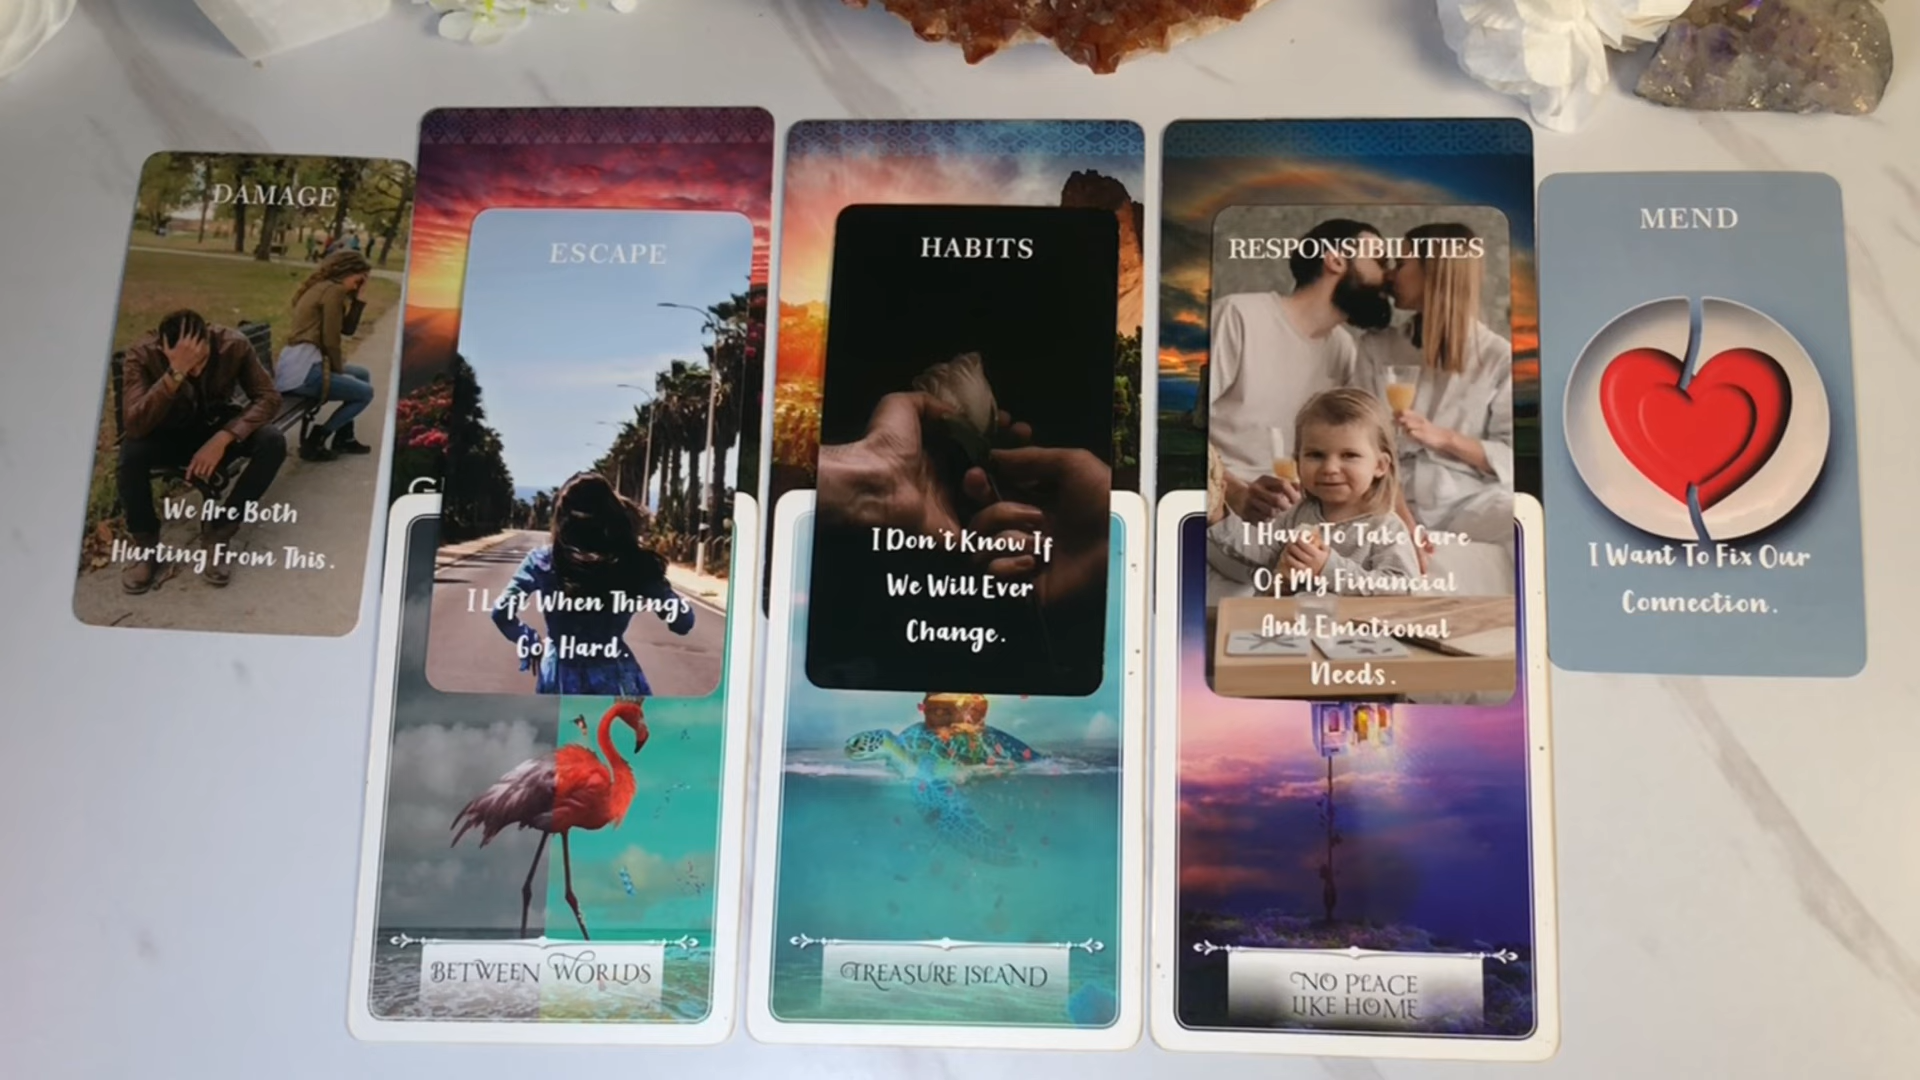 DAMAGE
We Are Both
Hurting From This.
ESCAPE
I Left When Things
Got Hard.
HABITS
I Don't Know If
We Will Ever
Change.
RESPONSIBILITIES
I Have To Take Care
Of My Financial
And Emotional
Needs.
MEND
I Want To Fix Our
Connection.
G
BETWEEN WORLDS
TREASURE ISLAND
NO PLACE
LIKE HOME